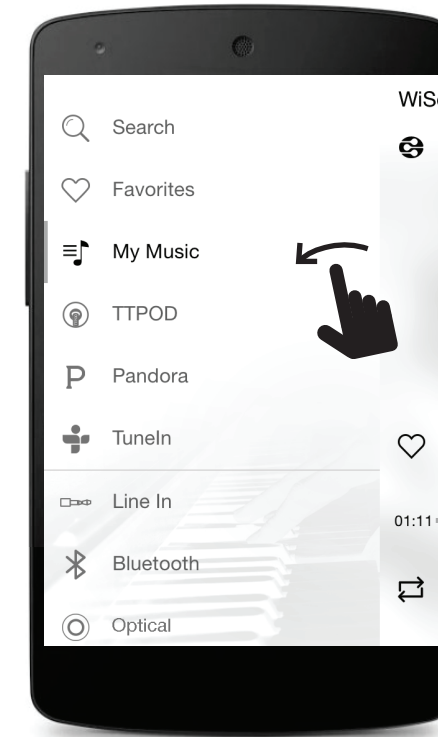 WiS
Search
Favorites
My Music
TTPOD
Pandora
TuneIn
Line In
01:11
Bluetooth
Optical